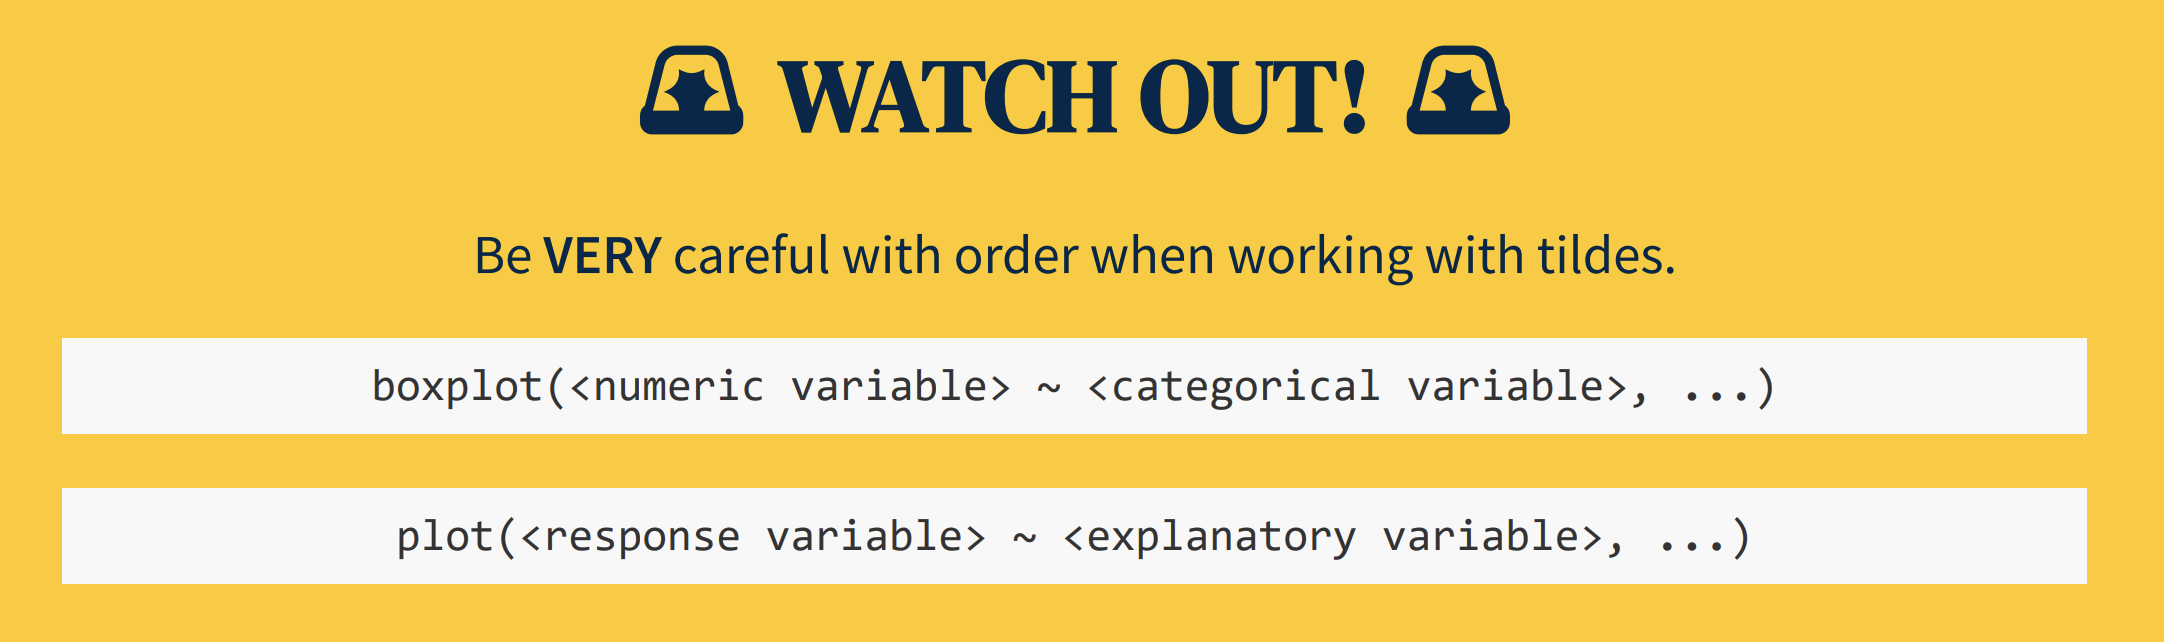 WATCH OUT!
Be VERY careful with order when working with tildes.
boxplot(<numeric variable> ~ <categorical variable>, ...)
plot(<response variable> ~ <explanatory variable>, ...)